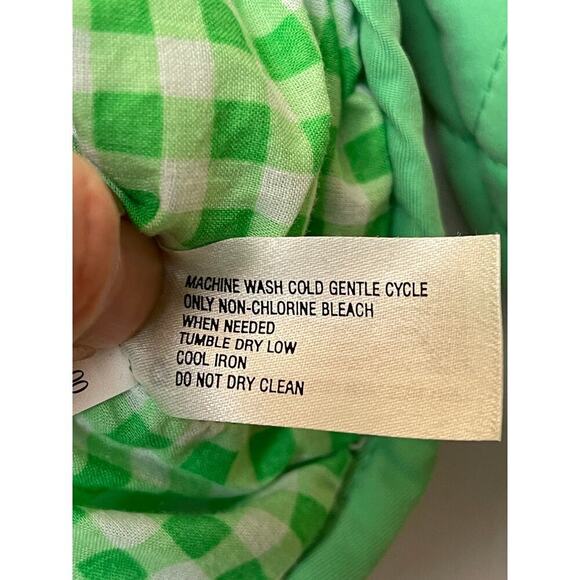 MACHINE WASH COLD GENTLE CYCLE
ONLY NON-CHLORINE BLEACH
WHEN NEEDED
TUMBLE DRY LOW
COOL IRON
DO NOT DRY CLEAN
3